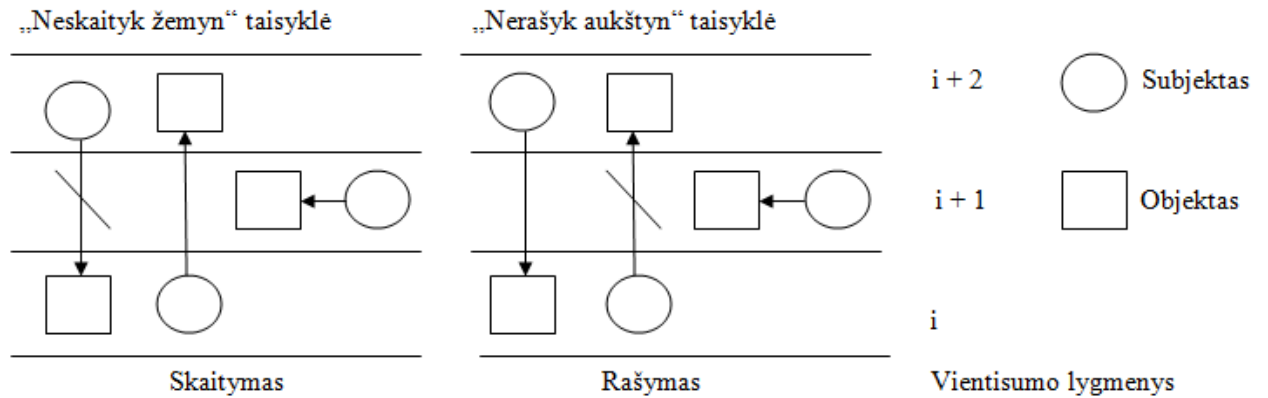 „Neskaityk žemyn“ taisyklė
„Nerašyk aukštyn“ taisyklė
i + 2
Subjektas
i + 1
Objektas
i
Skaitymas
Rašymas
Vientisumo lygmenys